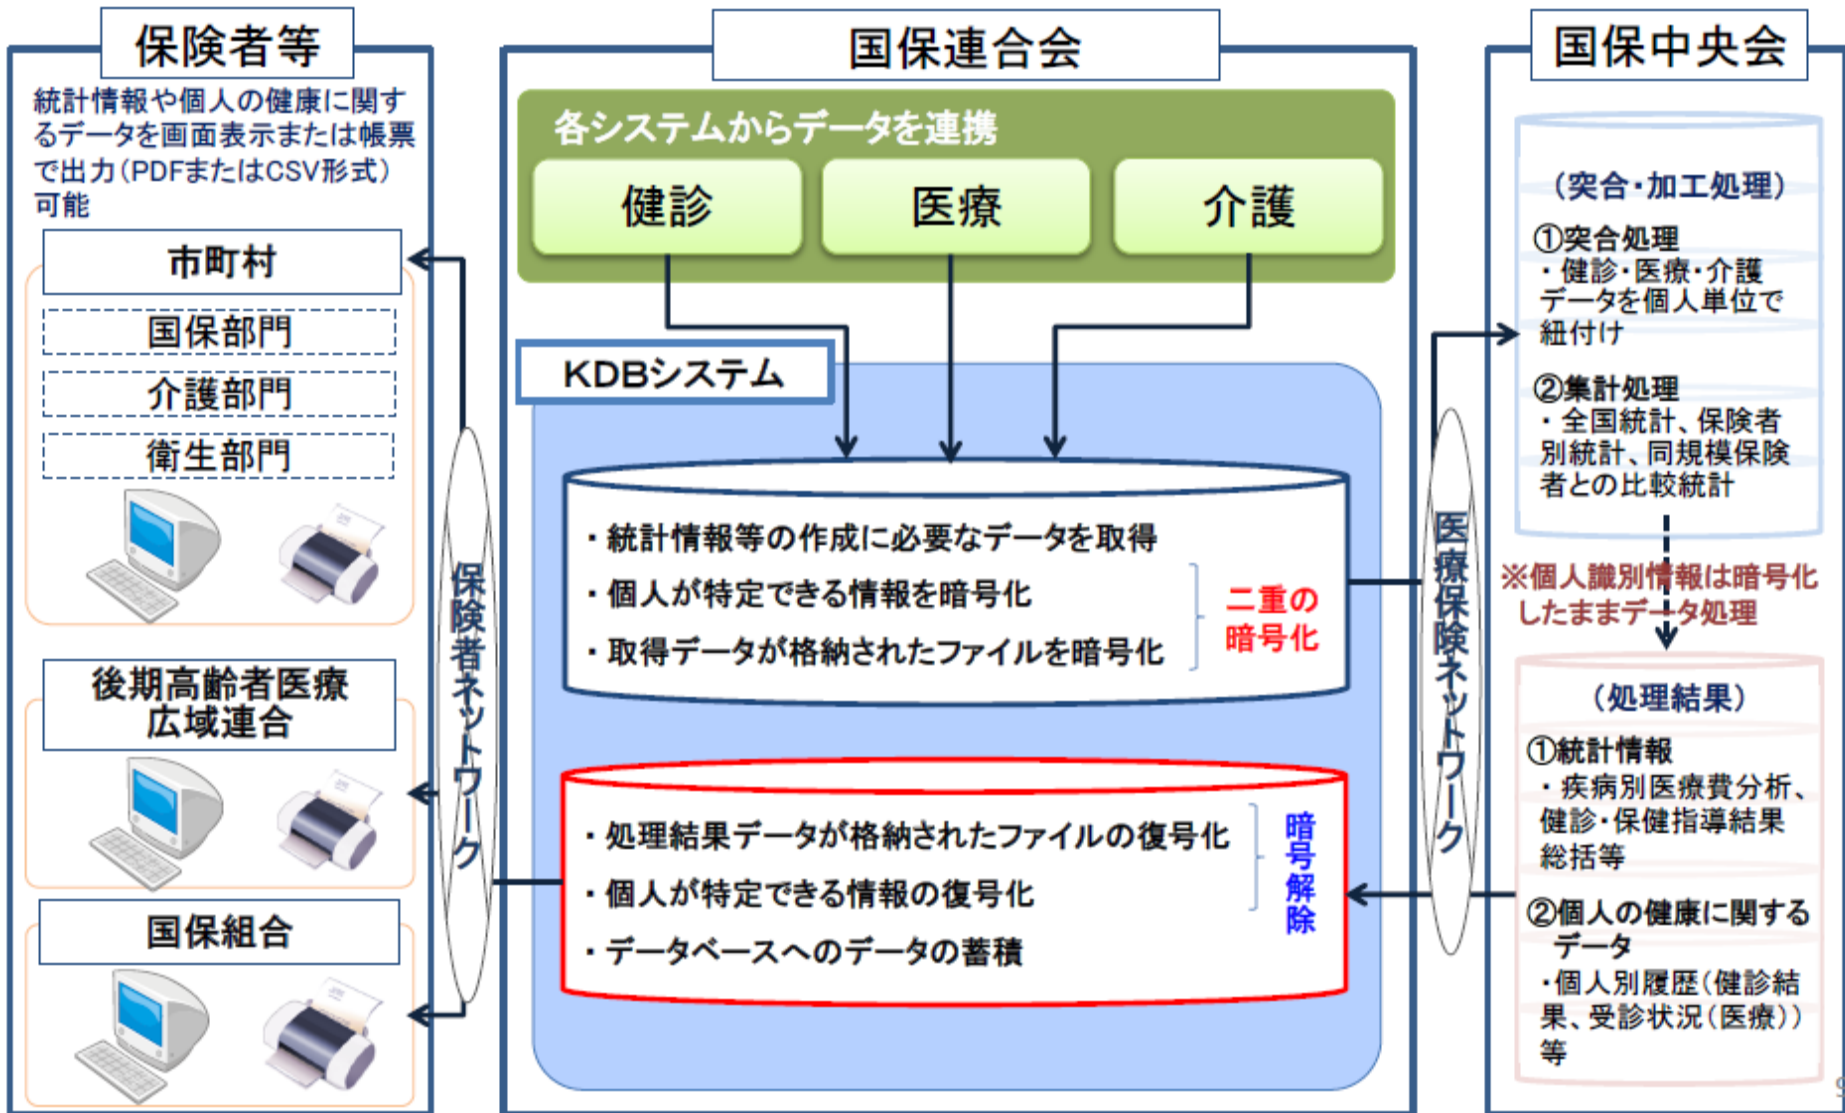 保険者等
統計情報や個人の健康に関す
るデータを画面表示または帳票
で出力(PDFまたはCSV形式)
可能
市町村
国保部門
介護部門
衛生部門
後期高齢者医療
広域連合
国保組合
保険者ネットワーク
国保連合会
各システムからデータを連携
健診
医療
介護
KDBシステム
・統計情報等の作成に必要なデータを取得
・個人が特定できる情報を暗号化
・取得データが格納されたファイルを暗号化
二重の
暗号化
・処理結果データが格納されたファイルの復号化
・個人が特定できる情報の復号化
・データベースへのデータの蓄積
暗号解除
医療保険ネットワーク
国保中央会
(突合・加工処理)
①突合処理
・健診・医療・介護
データを個人単位で
紐付け
②集計処理
・全国統計、保険者
別統計、同規模保険
者との比較統計
※個人識別情報は暗号化
したままデータ処理
(処理結果)
①統計情報
・疾病別医療費分析、
健診・保健指導結果
総括等
②個人の健康に関する
データ
・個人別履歴(健診結
果、受診状況(医療))
等